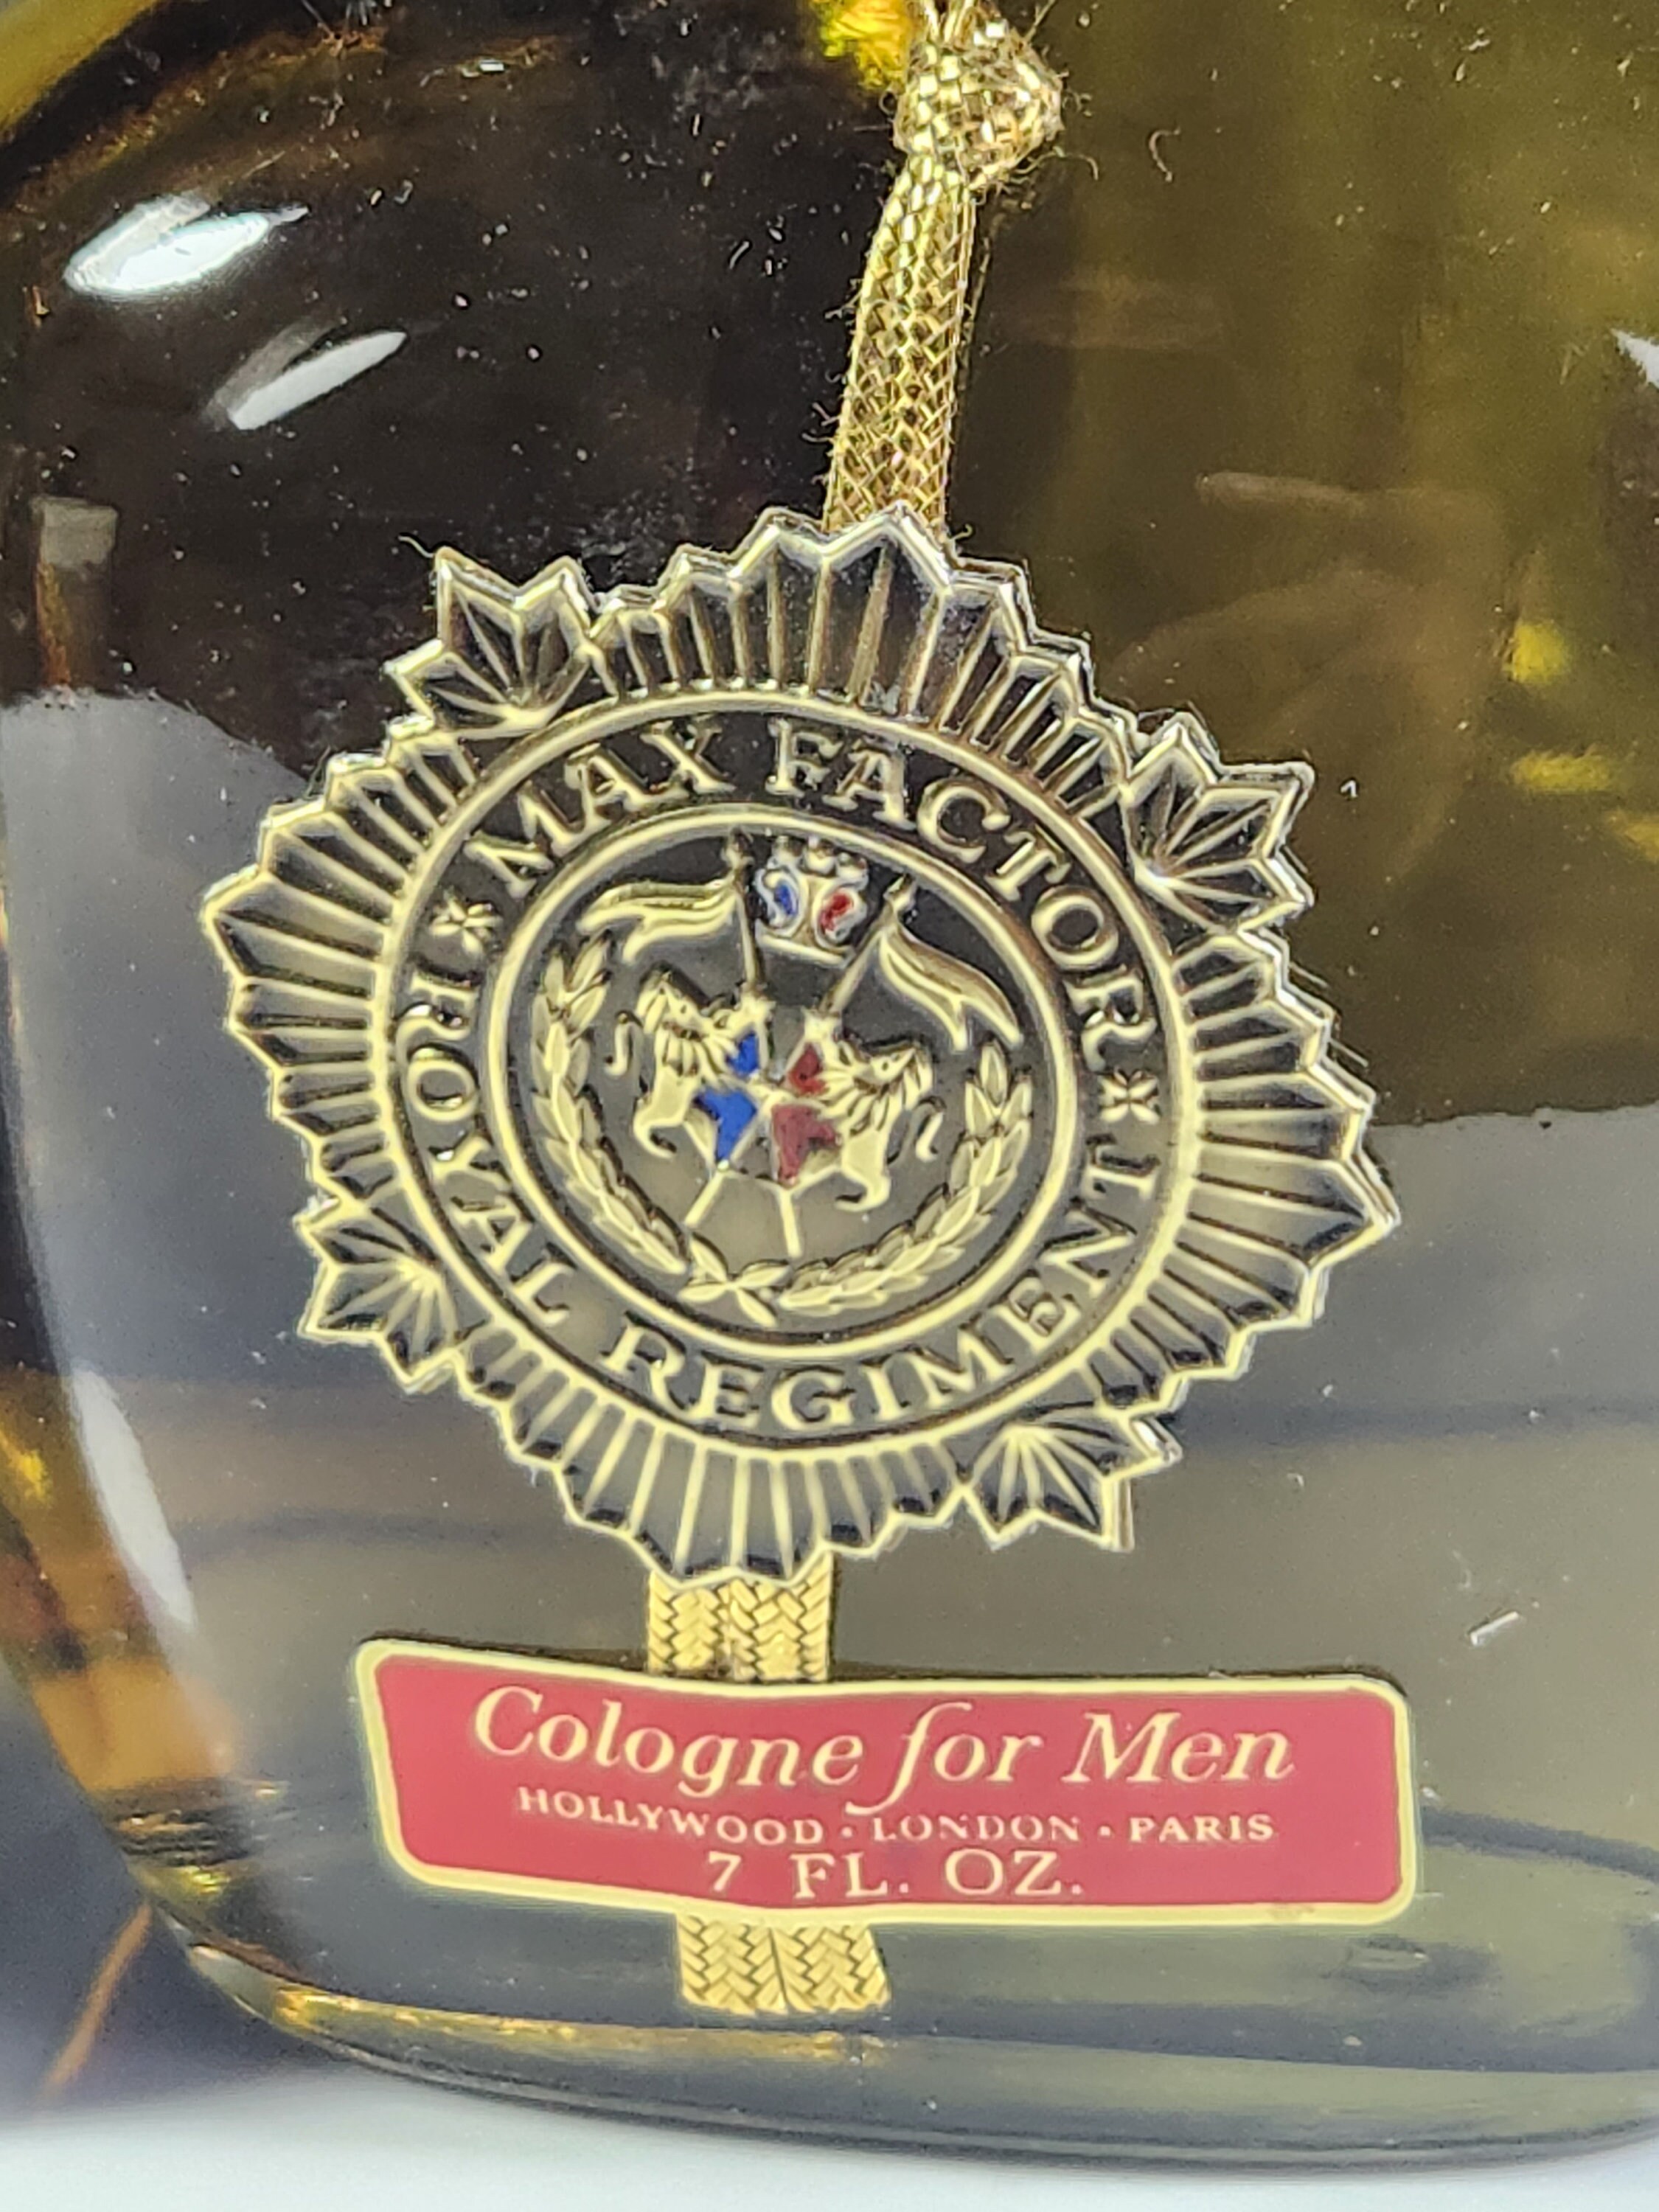 MAX FACTOR
ROYAL REGIMENT
Cologne for Men
HOLLYWOOD · LONDON · PARIS
7 FL. OZ.